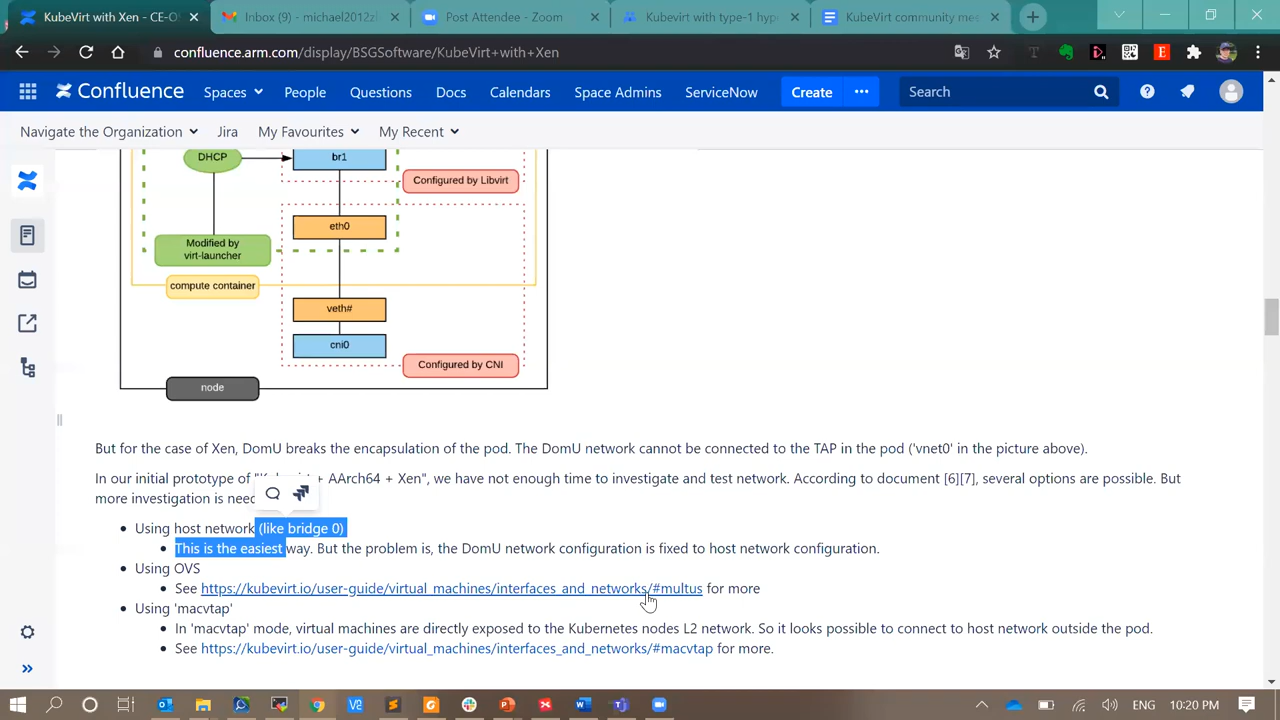 KubeVirt with Xen - CE-O
Inbox (9) - michael2012z
Post Attendee - Zoom
Kubevirt with type-1 hyp
KubeVirt community me
confluence.arm.com/display/BSGSoftware/KubeVirt+with+Xen
Confluence
Spaces
People
Questions
Docs
Calendars
Space Admins
ServiceNow
Create
Search
Navigate the Organization
Jira
My Favourites
My Recent
DHCP
br1
Configured by Libvirt
eth0
Modified by
virt-launcher
compute container
veth#
cni0
Configured by CNI
node
But for the case of Xen, DomU breaks the encapsulation of the pod. The DomU network cannot be connected to the TAP in the pod ('vnet0' in the picture above).
In our initial prototype of "Kubevirt + AArch64 + Xen", we have not enough time to investigate and test network. According to document [6][7], several options are possible. But
more investigation is need
Using host network (like bridge 0)
This is the easiest way. But the problem is, the DomU network configuration is fixed to host network configuration.
Using OVS
See https://kubevirt.io/user-guide/virtual_machines/interfaces_and_networks/#multus for more
Using 'macvtap'
In 'macvtap' mode, virtual machines are directly exposed to the Kubernetes nodes L2 network. So it looks possible to connect to host network outside the pod.
See https://kubevirt.io/user-guide/virtual_machines/interfaces_and_networks/#macvtap for more.
ENG
10:20 PM